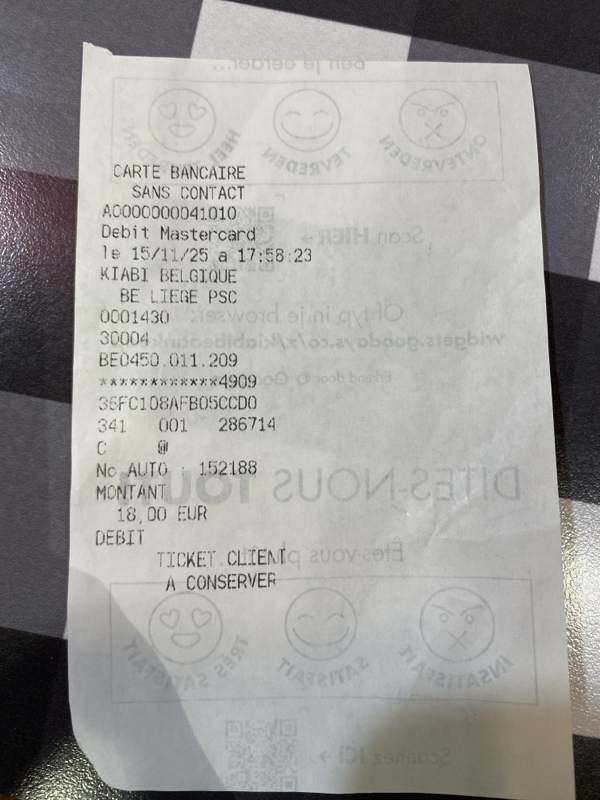 CARTE BANCAIRE
SANS CONTACT
A0000000041010
Debit Mastercard
le 15/11/25 a 17:58:23
KIABI BELGIQUE
BE LIEGE PSC
0001430
30004
BE0450.011.209
************4909
36FC108AFB05CCD0
341 001 286714
C @
No AUTO : 152188
MONTANT
18,00 EUR
DEBIT
TICKET CLIENT
A CONSERVER